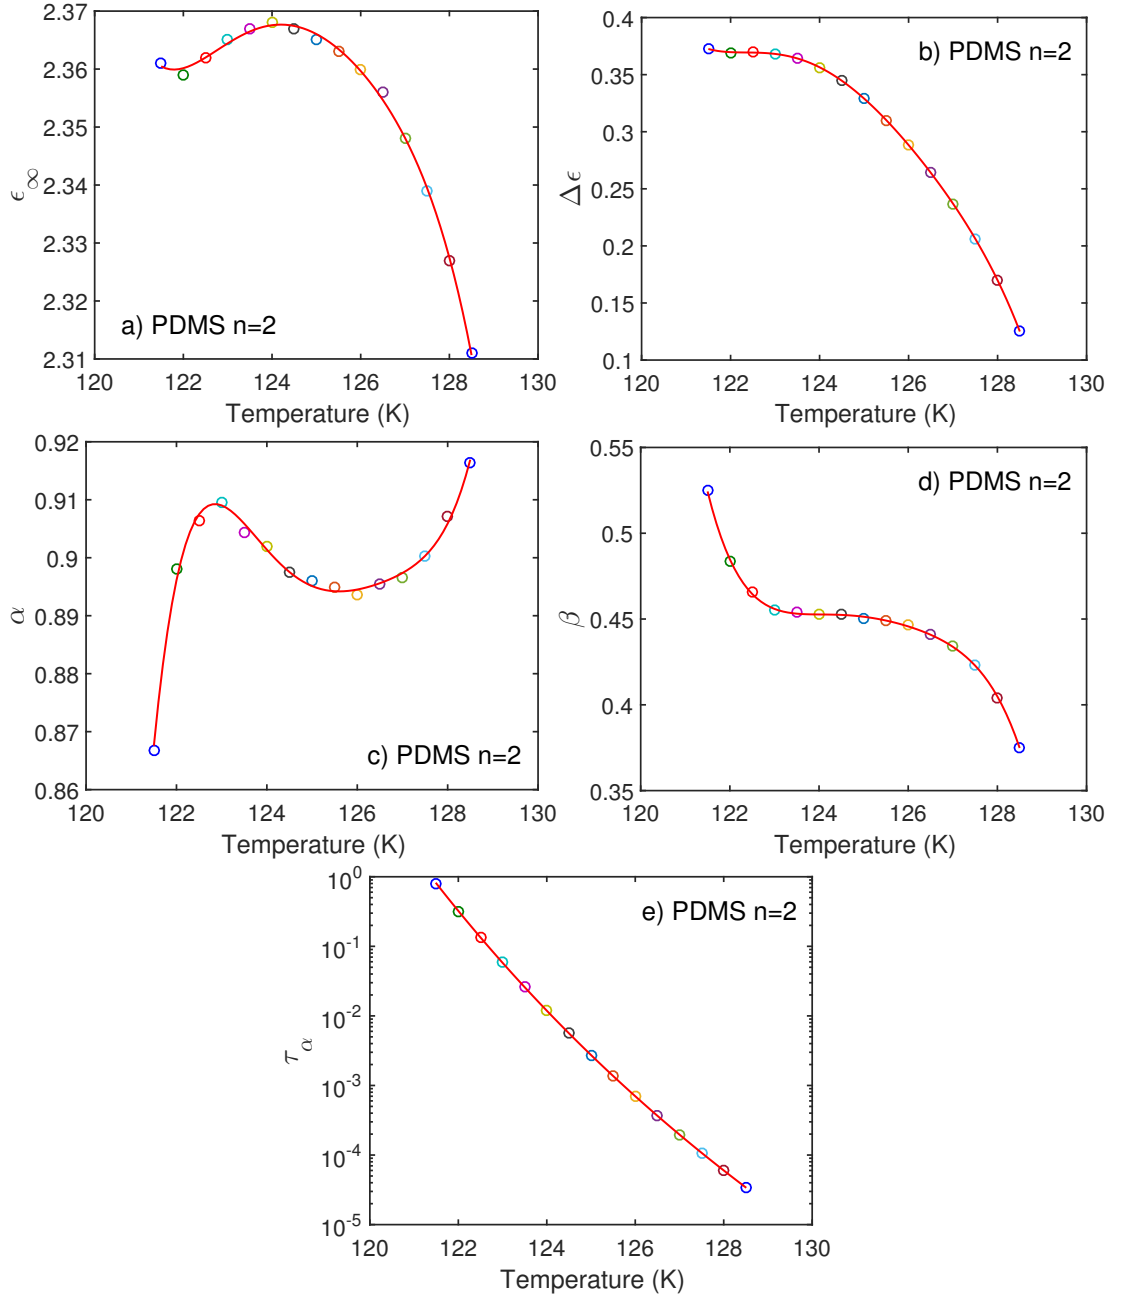 2.37
2.36
2.35
2.34
2.33
2.32
2.31
ϵ∞
a) PDMS n=2
120 122 124 126 128 130
Temperature (K)
0.4
0.35
0.3
0.25
0.2
0.15
0.1
Δϵ
b) PDMS n=2
120 122 124 126 128 130
Temperature (K)
0.92
0.91
0.9
0.89
0.88
0.87
0.86
α
c) PDMS n=2
120 122 124 126 128 130
Temperature (K)
0.55
0.5
0.45
0.4
0.35
β
d) PDMS n=2
120 122 124 126 128 130
Temperature (K)
10^0
10^-1
10^-2
10^-3
10^-4
10^-5
τα
e) PDMS n=2
120 122 124 126 128 130
Temperature (K)